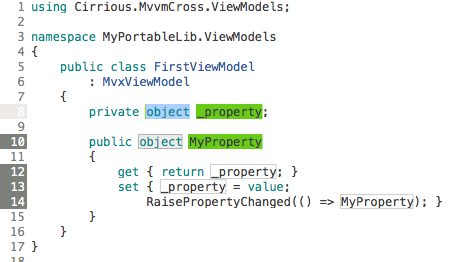 1 using Cirrious.MvvmCross.ViewModels;
2
3 namespace MyPortableLib.ViewModels
4 {
5     public class FirstViewModel
6         : MvxViewModel
7     {
8         private object _property;
9
10         public object MyProperty
11         {
12             get { return _property; }
13             set { _property = value;
14                 RaisePropertyChanged(() => MyProperty); }
15         }
16     }
17 }
18